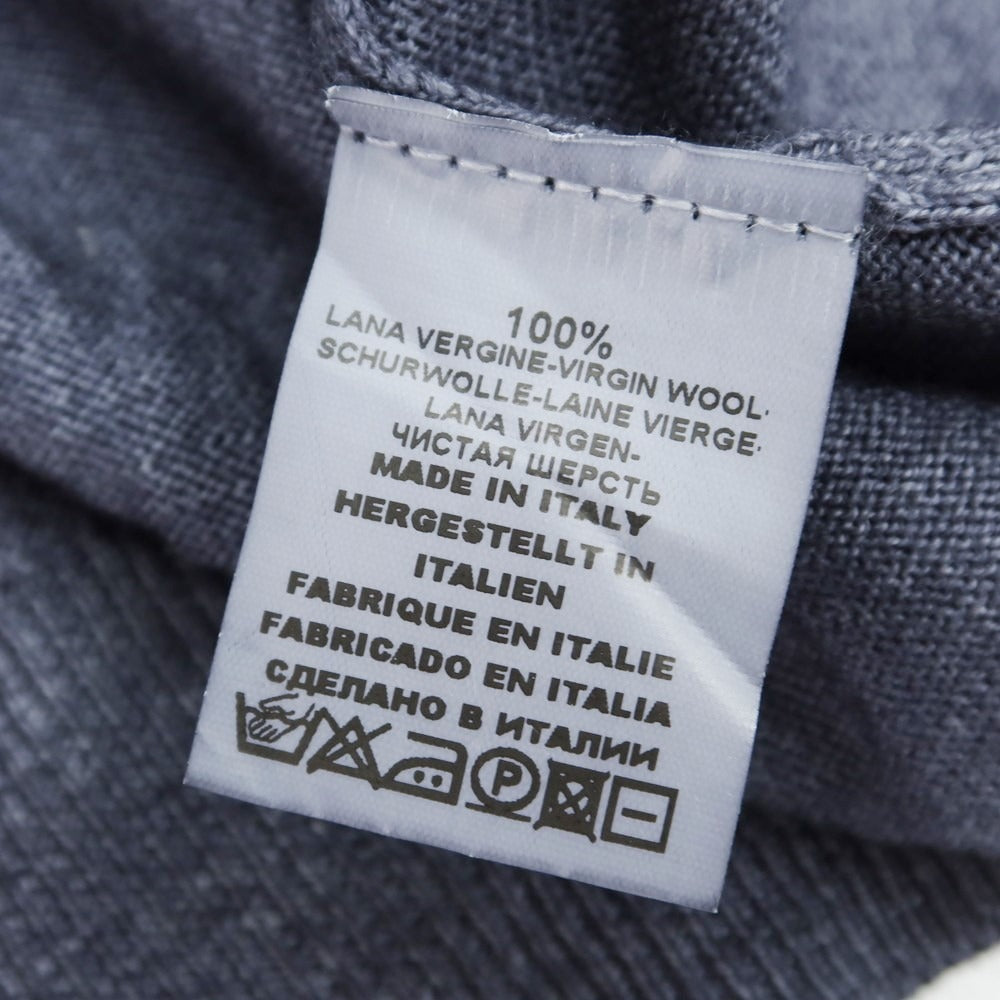 100%
LANA VERGINE-VIRGIN WOOL-
SCHURWOLLE-LAINE VIERGE-
LANA VIRGEN-
ЧИСТАЯ ШЕРСТЬ
MADE IN ITALY
HERGESTELLT IN
ITALIEN
FABRIQUE EN ITALIE
FABRICADO EN ITALIA
СДЕЛАНО В ИТАЛИИ
P